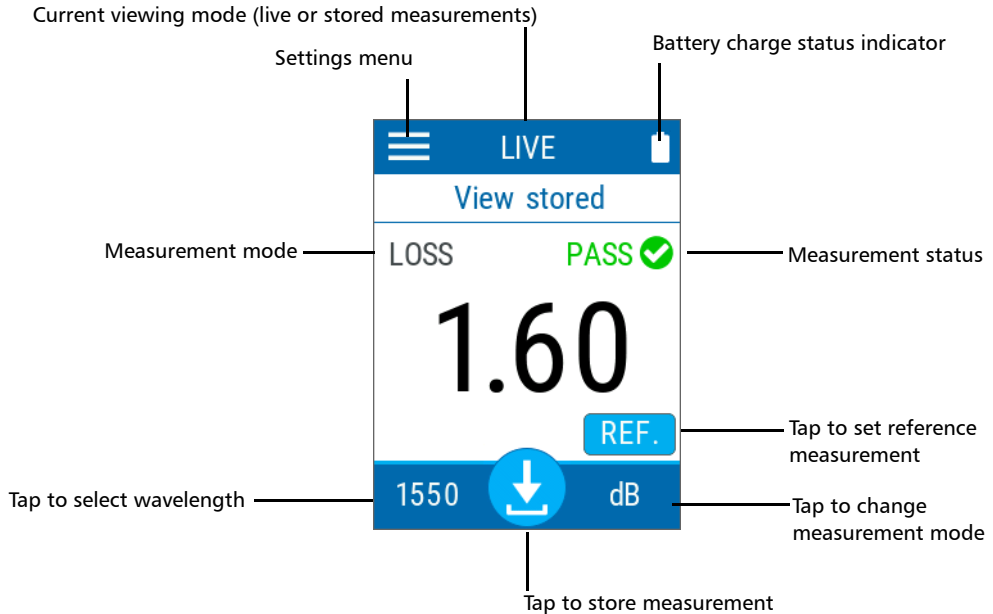 Current viewing mode (live or stored measurements)
Battery charge status indicator
Settings menu
LIVE
View stored
Measurement mode
LOSS
PASS
Measurement status
1.60
REF.
Tap to set reference
measurement
Tap to select wavelength
1550
dB
Tap to change
measurement mode
Tap to store measurement